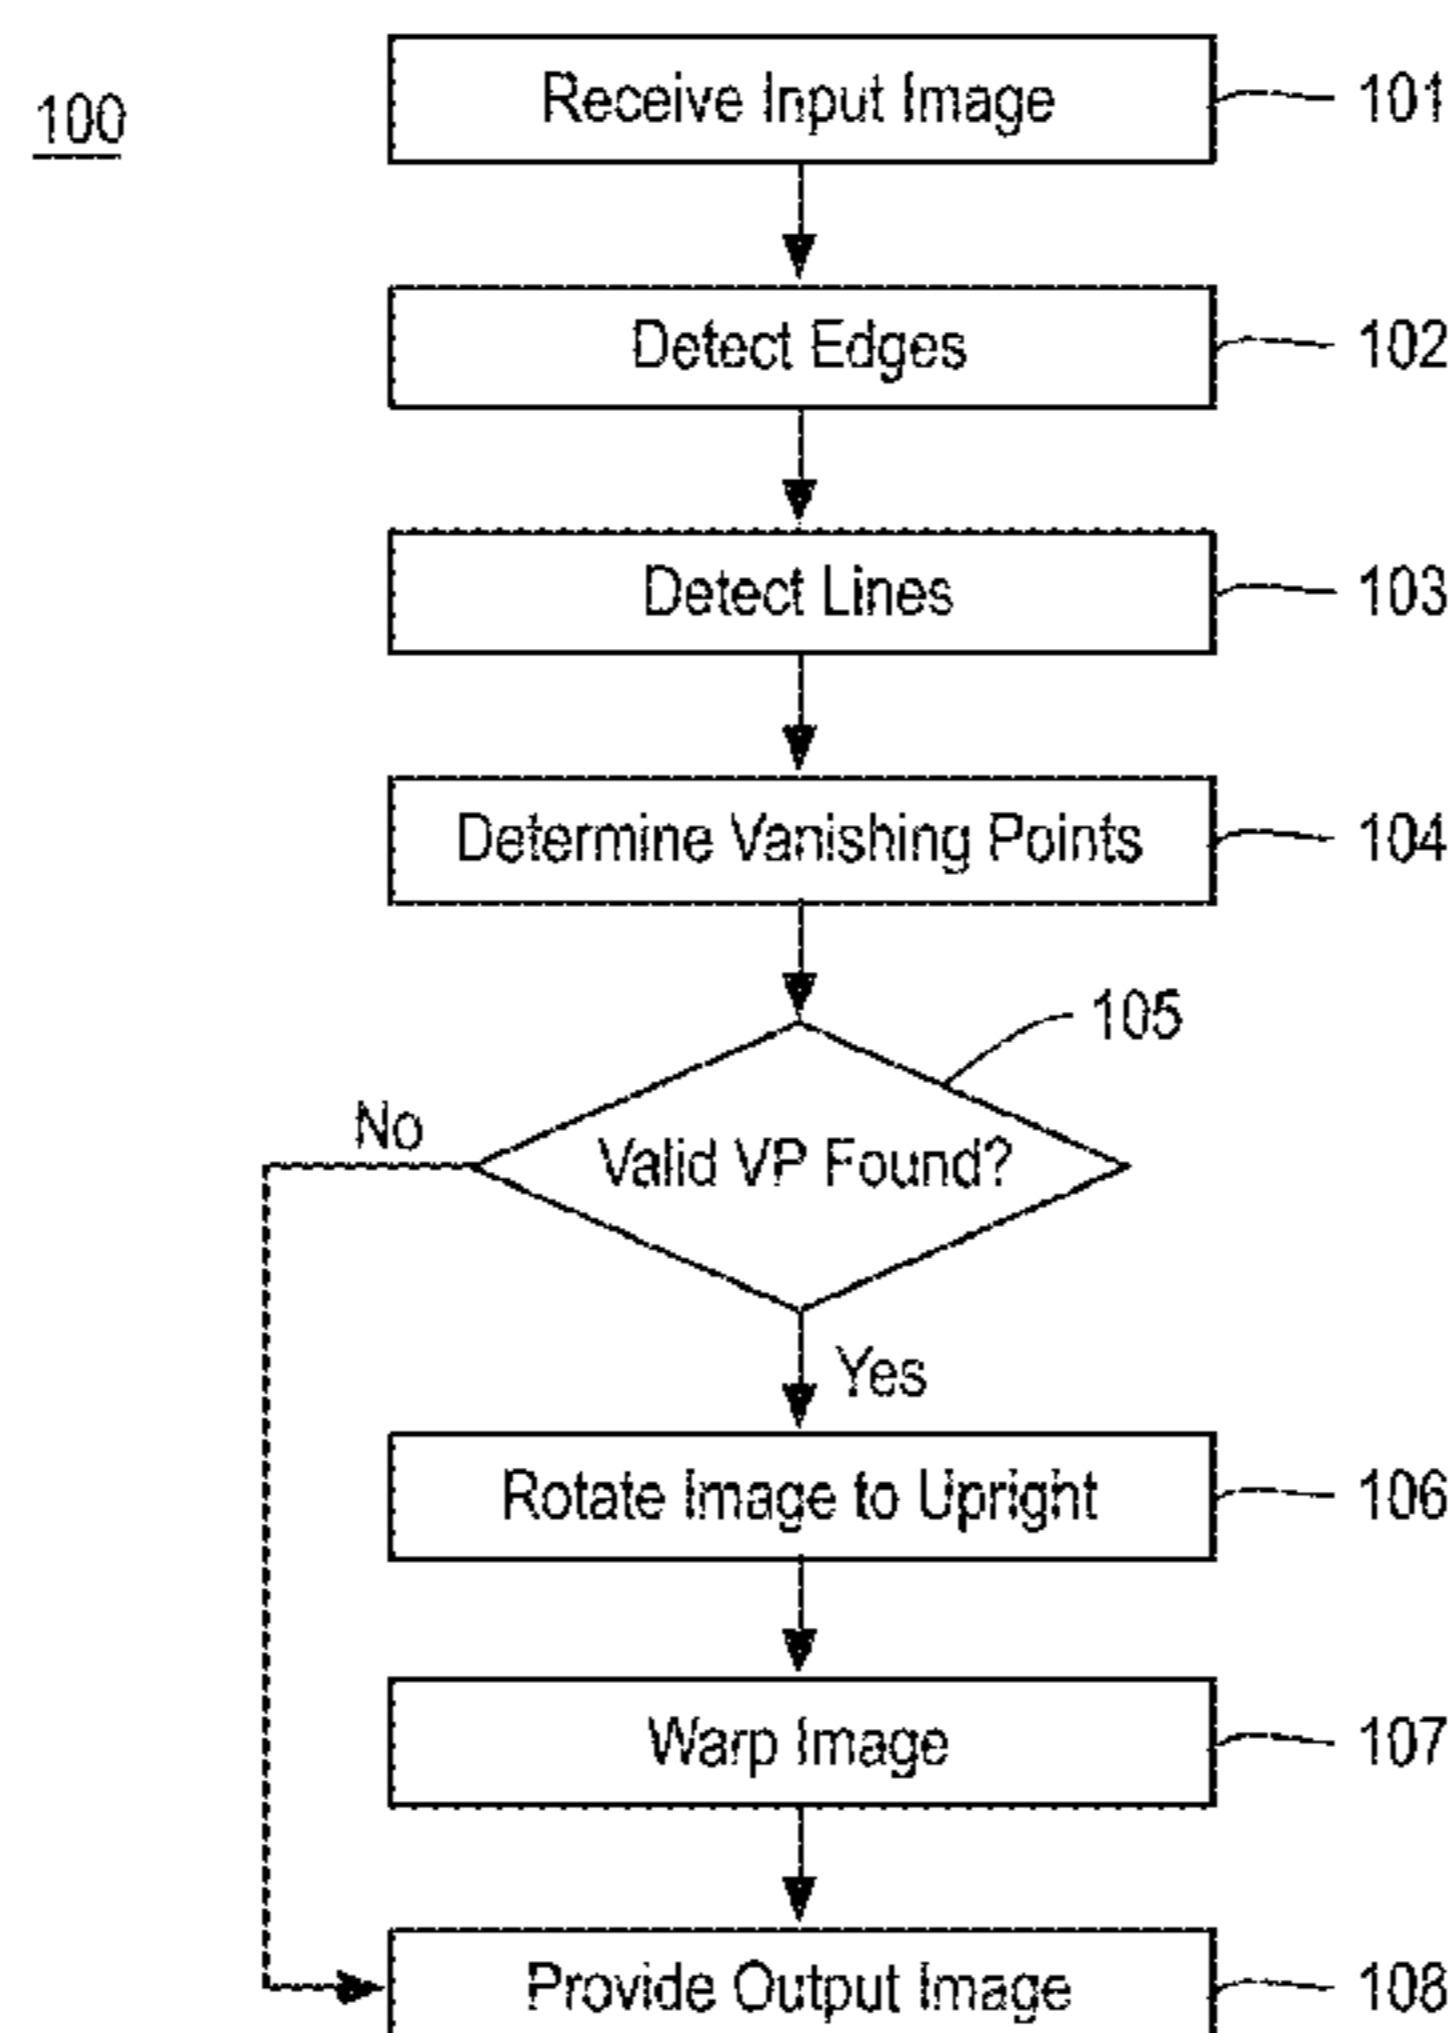 100
Receive Input Image 101
Detect Edges 102
Detect Lines 103
Determine Vanishing Points 104
105
No
Valid VP Found?
Yes
Rotate Image to Upright 106
Warp Image 107
Provide Output Image 108